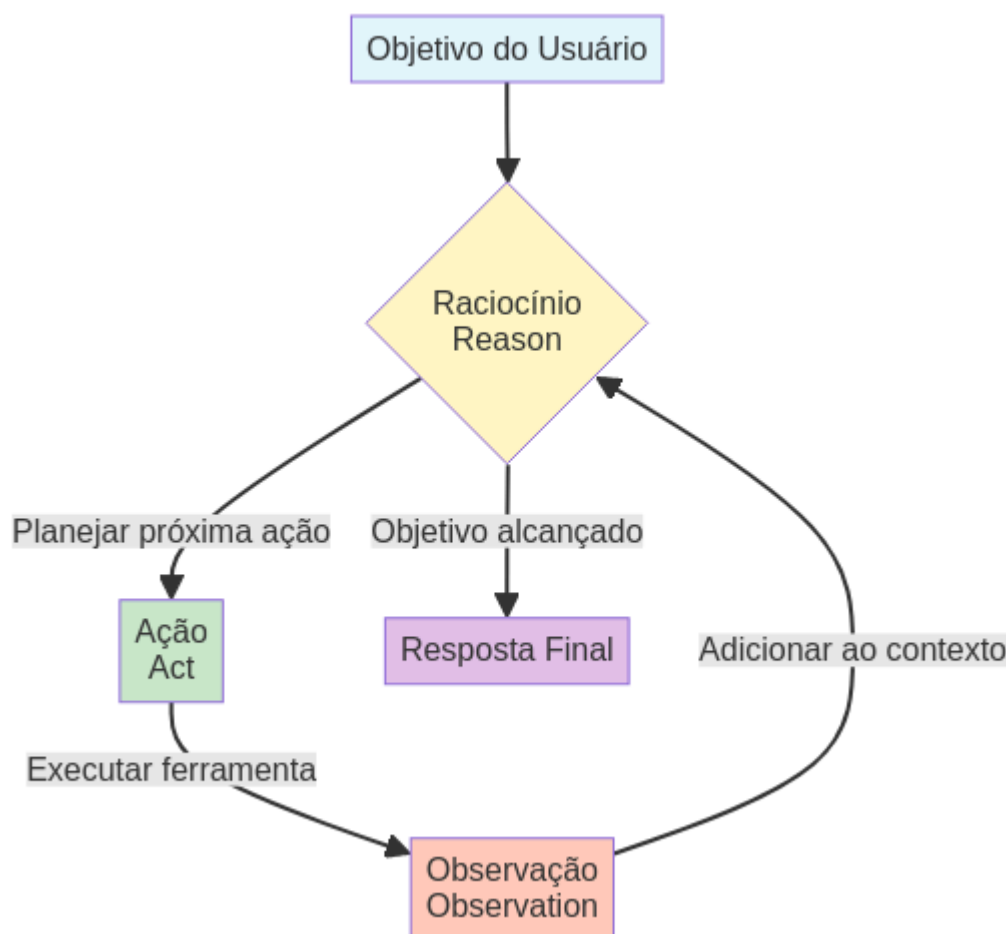 Objetivo do Usuário
Raciocínio
Reason
Planejar próxima ação
Objetivo alcançado
Ação
Act
Resposta Final
Adicionar ao contexto
Executar ferramenta
Observação
Observation